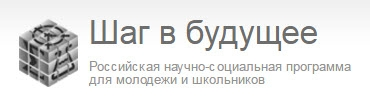 Шаг в будущее
Российская научно-социальная программа
для молодежи и школьников